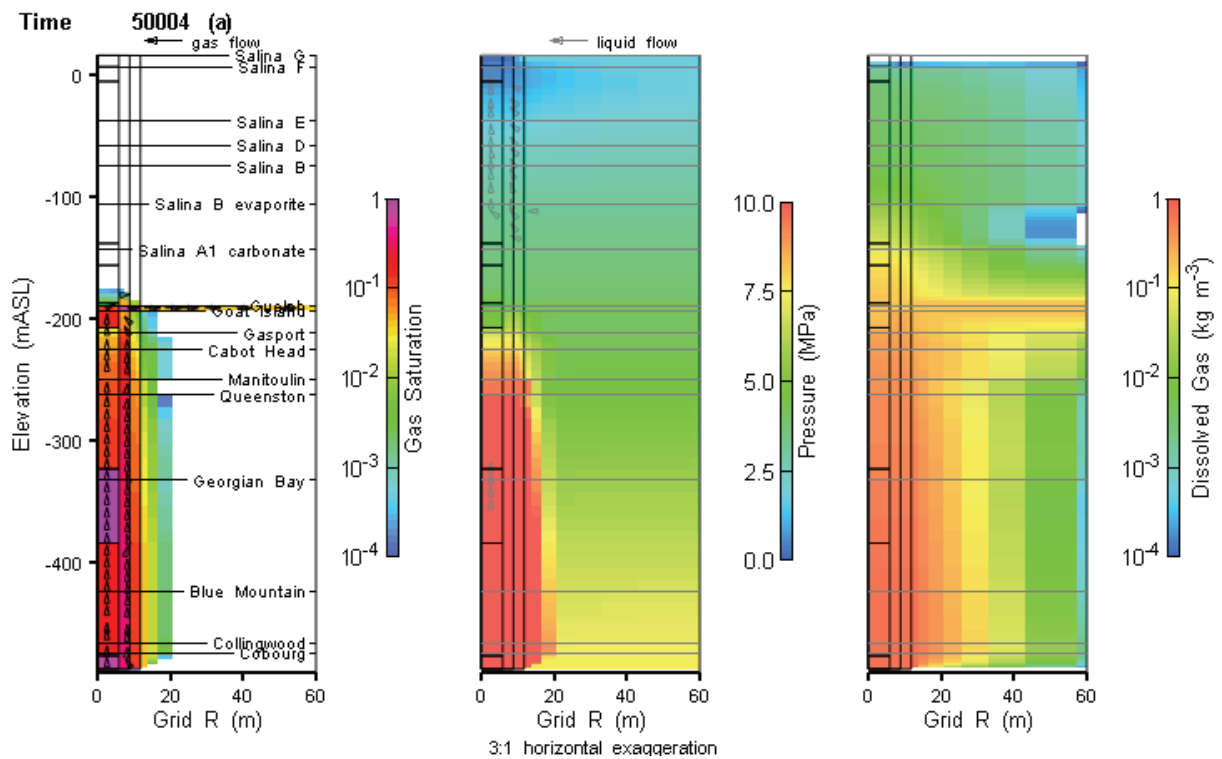 Time 50004 (a)
gas flow
liquid flow
Salina G
Salina F
Salina E
Salina D
Salina B
Salina B evaporite
Salina A1 carbonate
Guelph
Goat Island
Gasport
Cabot Head
Manitoulin
Queenston
Georgian Bay
Blue Mountain
Collingwood
Cobourg
0
-100
-200
-300
-400
Elevation (mASL)
0 20 40 60
Grid R (m)
1
10-1
10-2
10-3
10-4
Gas Saturation
0 20 40 60
Grid R (m)
10.0
7.5
5.0
2.5
0.0
Pressure (MPa)
0 20 40 60
Grid R (m)
1
10-1
10-2
10-3
10-4
Dissolved Gas (kg m-3)
3:1 horizontal exaggeration